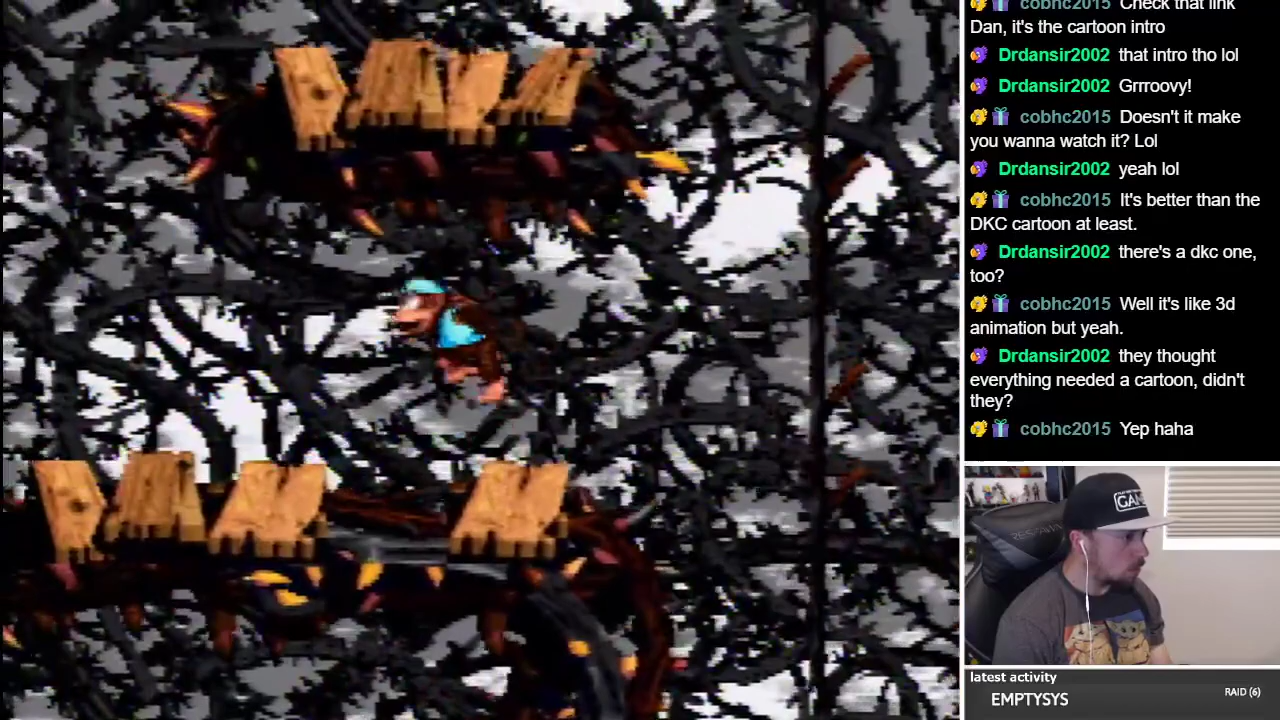 cobhc2015 Check that link
Dan, it's the cartoon intro
Drdansir2002 that intro tho lol
Drdansir2002 Grrroovy!
cobhc2015 Doesn't it make
you wanna watch it? Lol
Drdansir2002 yeah lol
cobhc2015 It's better than the
DKC cartoon at least.
Drdansir2002 there's a dkc one,
too?
cobhc2015 Well it's like 3d
animation but yeah.
Drdansir2002 they thought
everything needed a cartoon, didn't
they?
cobhc2015 Yep haha
latest activity
EMPTYSYS
RAID (6)